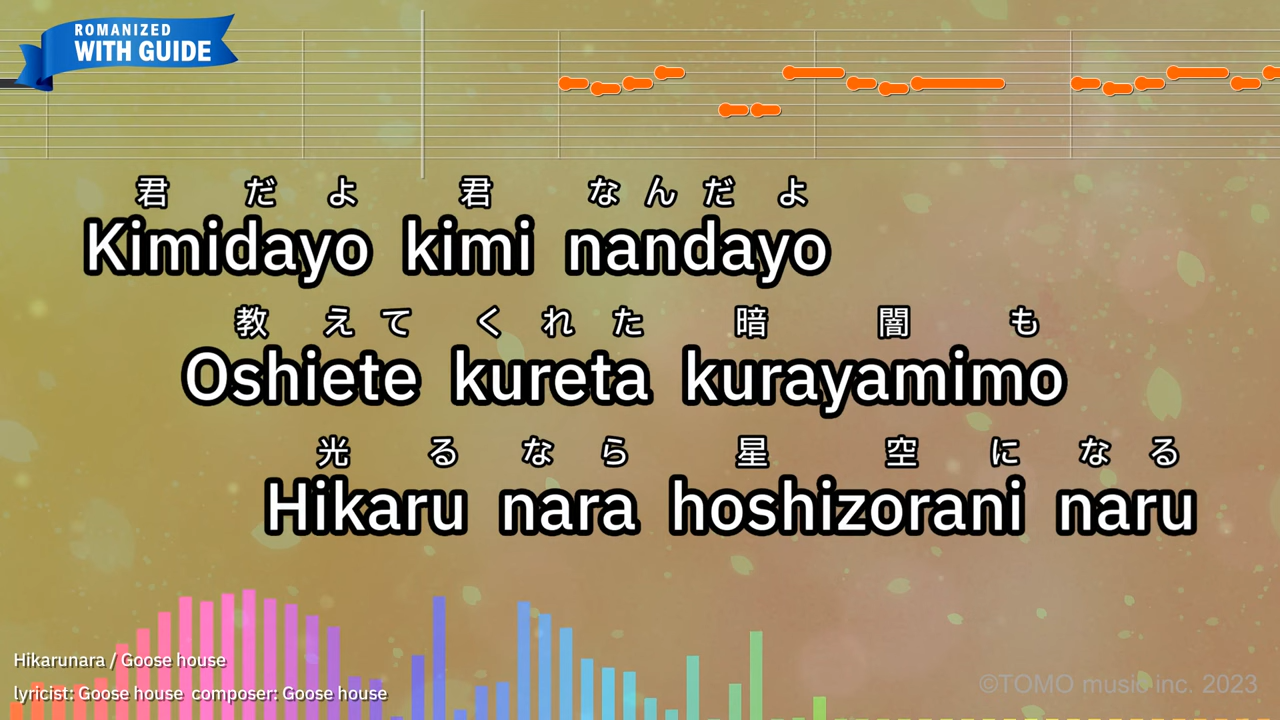 ROMANIZED
WITH GUIDE
君だよ 君なんだよ
Kimidayo kimi nandayo
教えてくれた暗闇も
Oshiete kureta kurayamimo
光るなら星空になる
Hikaru nara hoshizorani naru
Hikarunara / Goose house
lyricist: Goose house composer: Goose house
©TOMO music inc. 2023